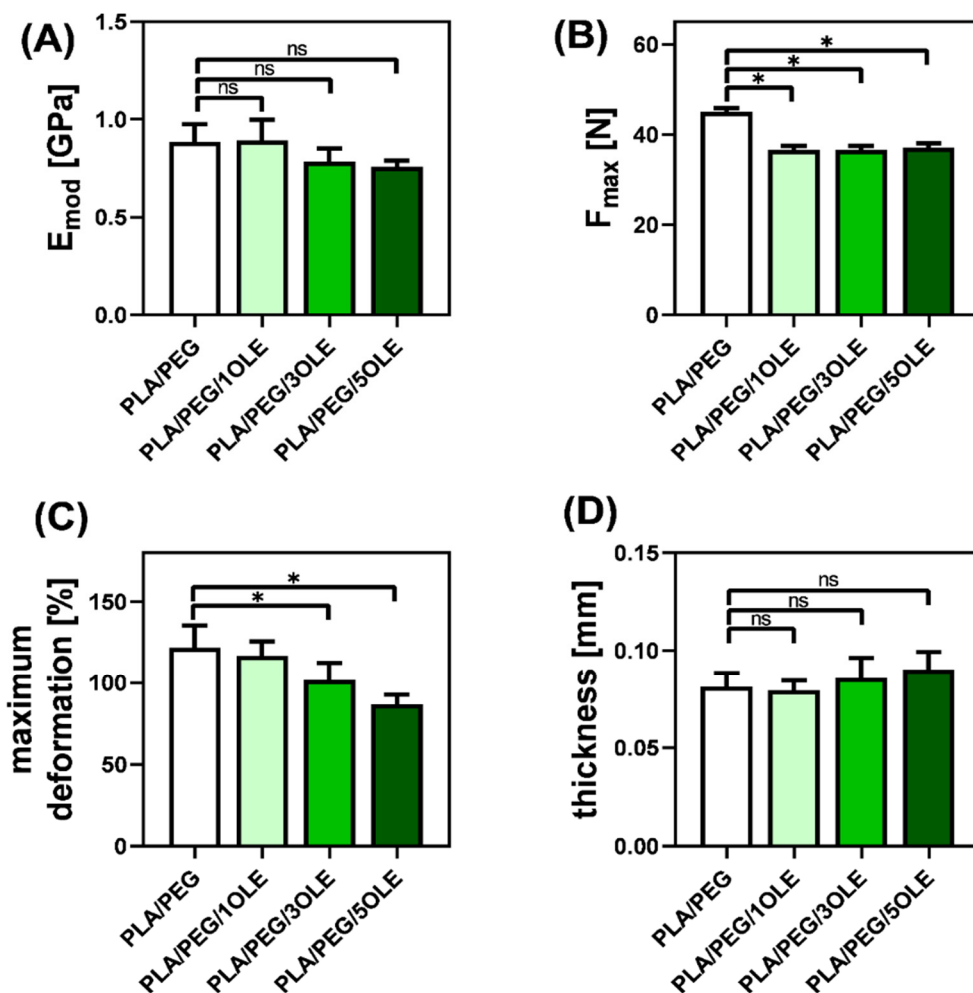 (A)
E_mod [GPa]
1.5
1.0
0.5
0.0
ns
ns
ns
PLA/PEG
PLA/PEG/1OLE
PLA/PEG/3OLE
PLA/PEG/5OLE
(B)
F_max [N]
60
40
20
0
*
*
*
PLA/PEG
PLA/PEG/1OLE
PLA/PEG/3OLE
PLA/PEG/5OLE
(C)
maximum
deformation [%]
150
100
50
0
*
*
PLA/PEG
PLA/PEG/1OLE
PLA/PEG/3OLE
PLA/PEG/5OLE
(D)
thickness [mm]
0.15
0.10
0.05
0.00
ns
ns
ns
PLA/PEG
PLA/PEG/1OLE
PLA/PEG/3OLE
PLA/PEG/5OLE